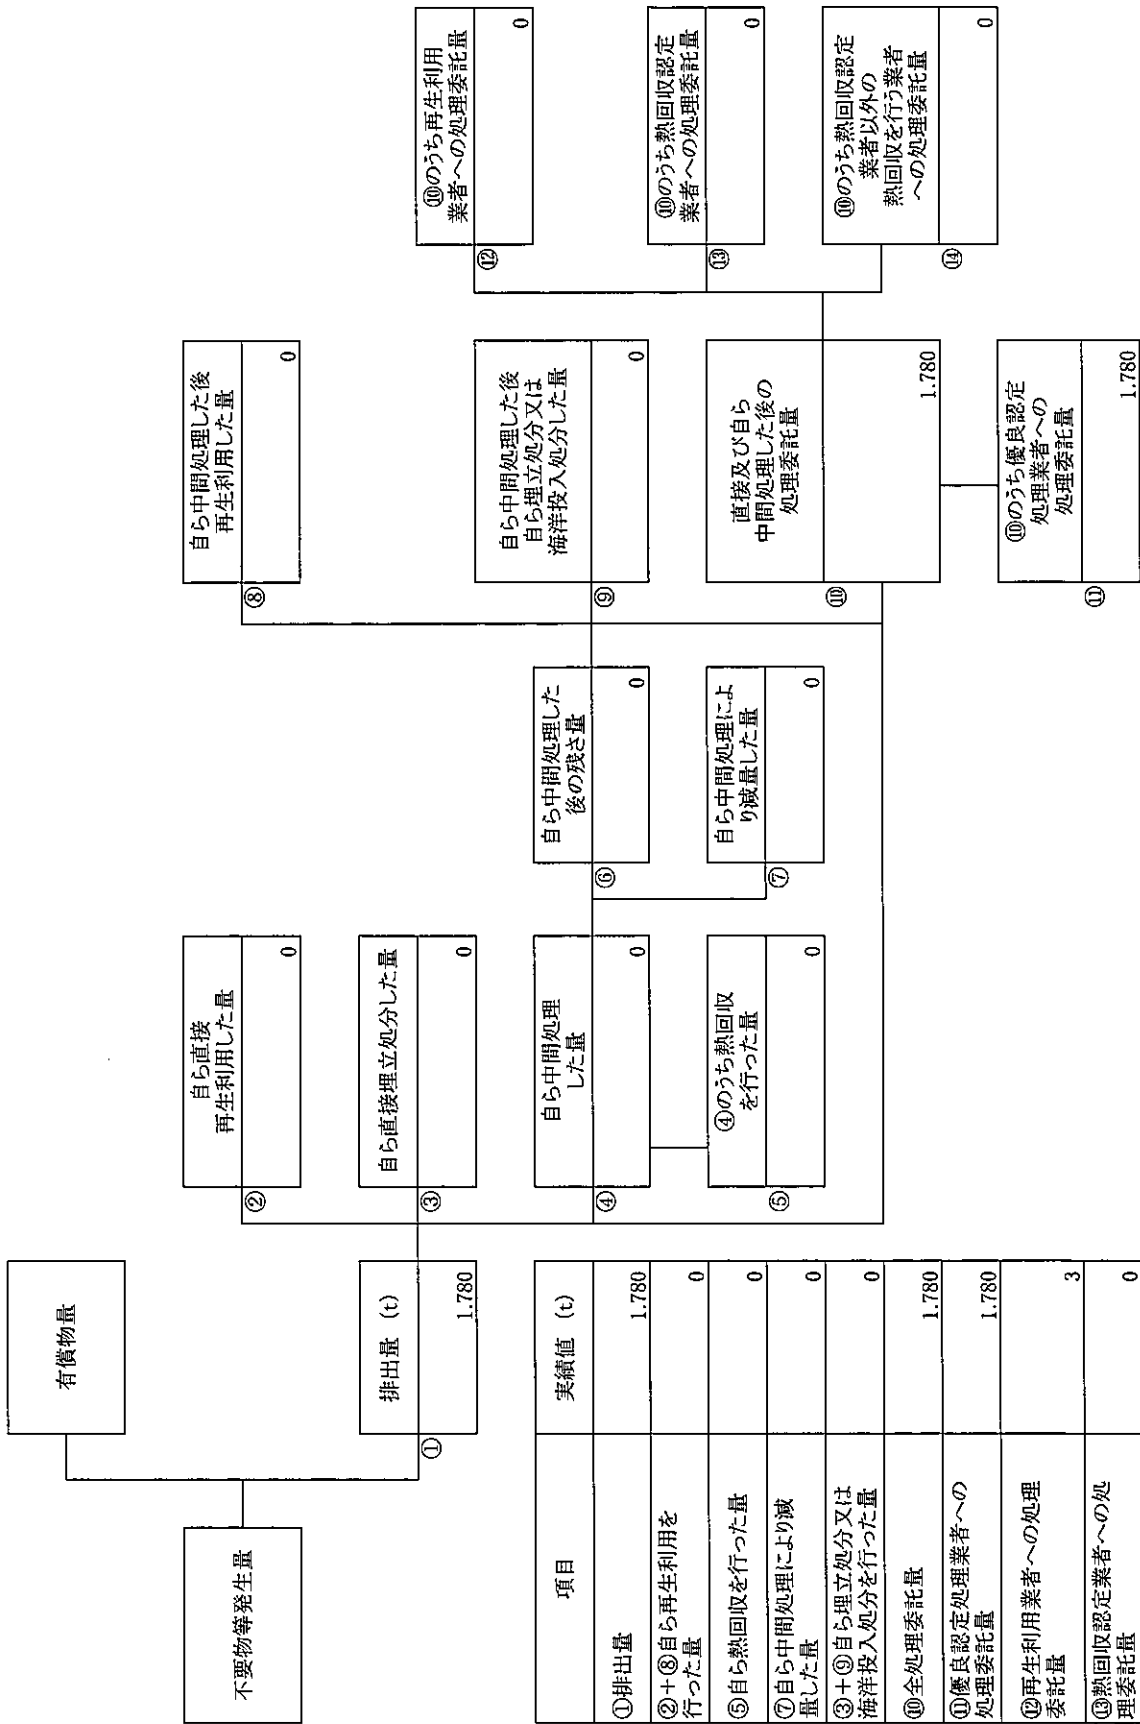 不要物等発生量
有償物量
①
排出量 (t)
1.780
②
自ら直接
再生利用した量
0
③
自ら直接埋立処分した量
0
④
自ら中間処理
した量
0
⑤
④のうち熱回収
を行った量
0
⑥
自ら中間処理した
後の残さ量
0
⑦
自ら中間処理によ
り減量した量
0
⑧
自ら中間処理した後
再生利用した量
0
⑨
自ら中間処理した後
自ら埋立処分又は
海洋投入処分した量
0
⑩
直接及び自ら
中間処理した後の
処理委託量
1.780
⑪
⑩のうち優良認定
処理業者への
処理委託量
1.780
⑫
⑩のうち再生利用
業者への処理委託量
0
⑬
⑩のうち熱回収認定
業者への処理委託量
0
⑭
⑩のうち熱回収認定
業者以外の
熱回収を行う業者
への処理委託量
0
項目 実績値 (t)
①排出量 1.780
②+⑧自ら再生利用を
行った量 0
⑤自ら熱回収を行った量 0
⑦自ら中間処理により減
量した量 0
③+⑨自ら埋立処分又は
海洋投入処分を行った量 0
⑩全処理委託量 1.780
⑪優良認定処理業者への
処理委託量 1.780
⑫再生利用業者への処理
委託量 3
⑬熱回収認定業者への処
理委託量 0